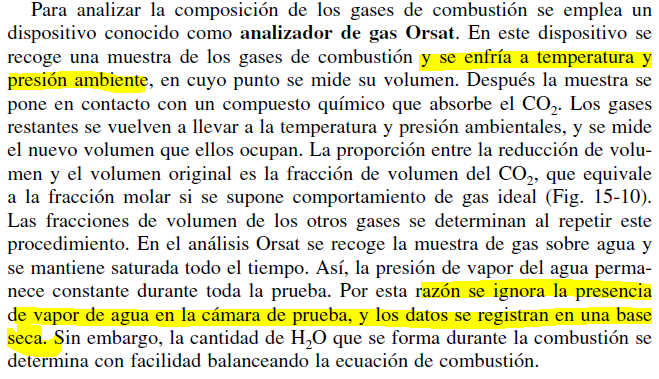 Para analizar la composición de los gases de combustión se emplea un
dispositivo conocido como analizador de gas Orsat. En este dispositivo se
recoge una muestra de los gases de combustión y se enfría a temperatura y
presión ambiente, en cuyo punto se mide su volumen. Después la muestra se
pone en contacto con un compuesto químico que absorbe el CO₂. Los gases
restantes se vuelven a llevar a la temperatura y presión ambientales, y se mide
el nuevo volumen que ellos ocupan. La proporción entre la reducción de volu-
men y el volumen original es la fracción de volumen del CO₂, que equivale
a la fracción molar si se supone comportamiento de gas ideal (Fig. 15-10).
Las fracciones de volumen de los otros gases se determinan al repetir este
procedimiento. En el análisis Orsat se recoge la muestra de gas sobre agua y
se mantiene saturada todo el tiempo. Así, la presión de vapor del agua perma-
nece constante durante toda la prueba. Por esta razón se ignora la presencia
de vapor de agua en la cámara de prueba, y los datos se registran en una base
seca. Sin embargo, la cantidad de H₂O que se forma durante la combustión se
determina con facilidad balanceando la ecuación de combustión.